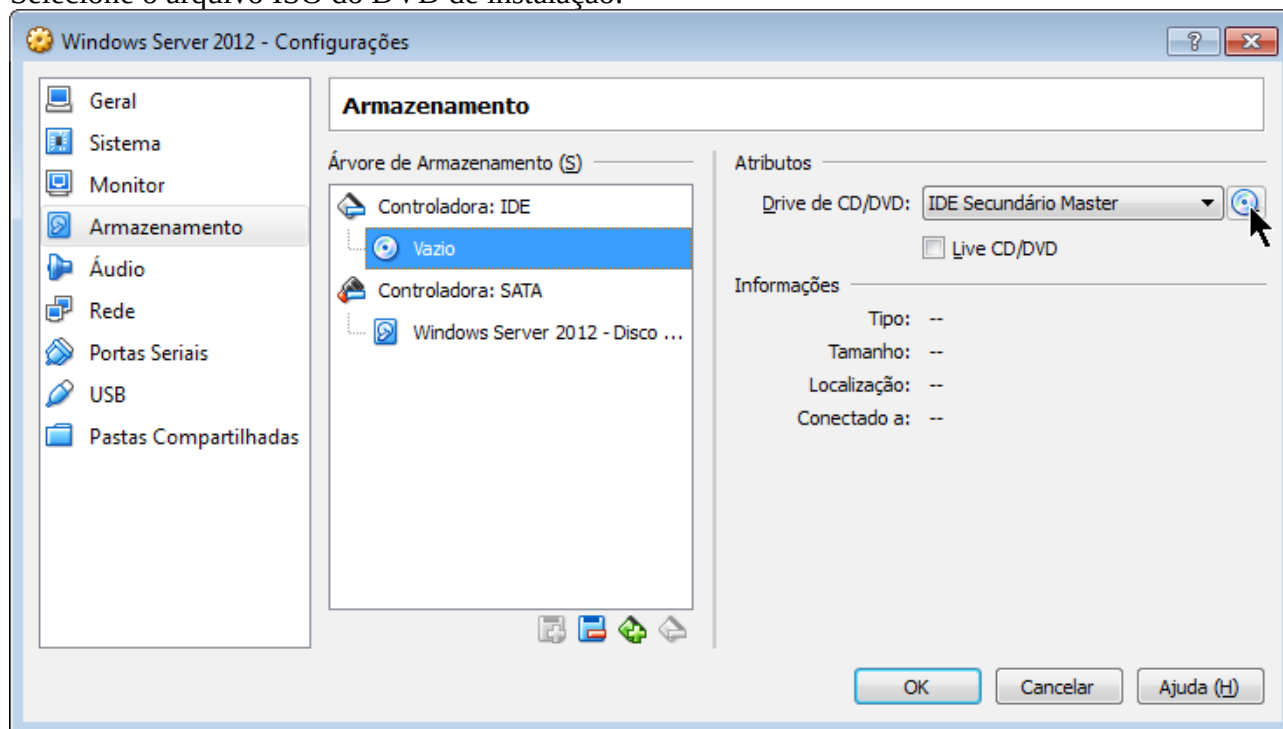 Selecione o arquivo ISO do DVD de instalação.
Windows Server 2012 - Configurações
Geral
Sistema
Monitor
Armazenamento
Áudio
Rede
Portas Seriais
USB
Pastas Compartilhadas
Armazenamento
Árvore de Armazenamento (S)
Controladora: IDE
Vazio
Controladora: SATA
Windows Server 2012 - Disco ...
Atributos
Drive de CD/DVD: IDE Secundário Master
Live CD/DVD
Informações
Tipo: --
Tamanho: --
Localização: --
Conectado a: --
OK Cancelar Ajuda (H)